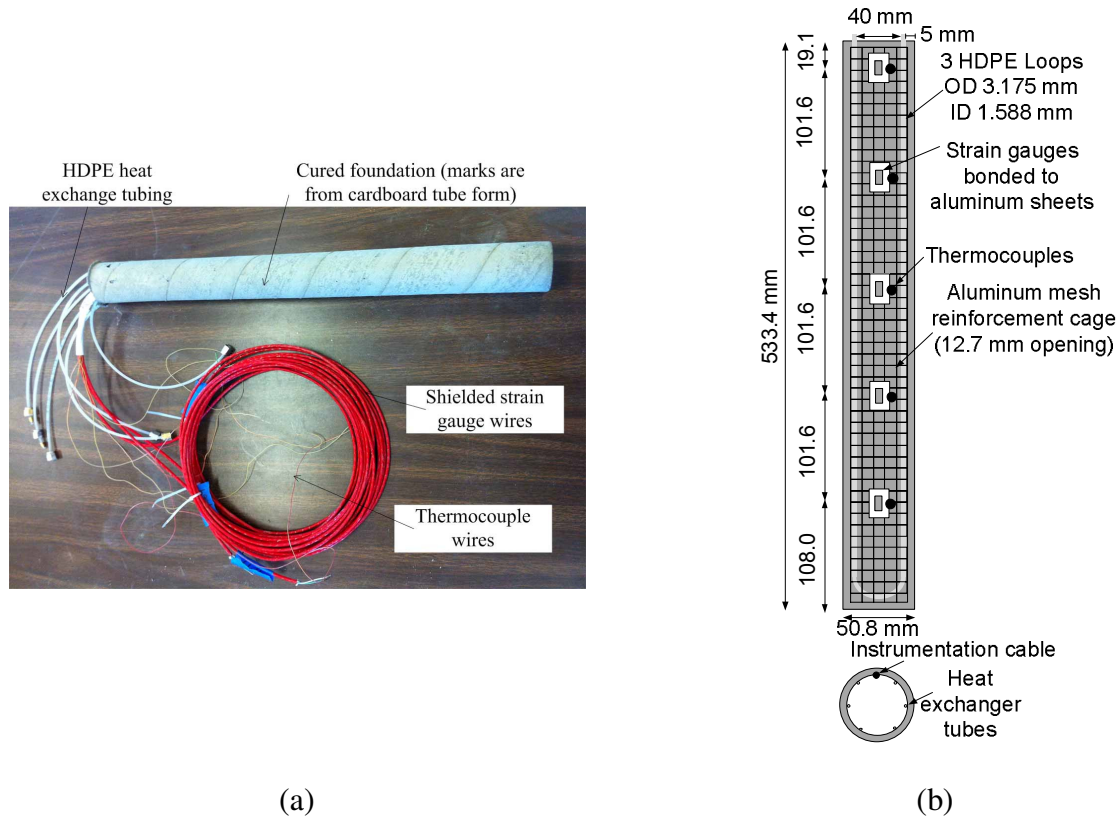 HDPE heat
exchange tubing
Cured foundation (marks are
from cardboard tube form)
Shielded strain
gauge wires
Thermocouple
wires
(a)
40 mm
5 mm
19.1
3 HDPE Loops
OD 3.175 mm
ID 1.588 mm
101.6
Strain gauges
bonded to
aluminum sheets
101.6
Thermocouples
533.4 mm
101.6
Aluminum mesh
reinforcement cage
(12.7 mm opening)
101.6
108.0
50.8 mm
Instrumentation cable
Heat
exchanger
tubes
(b)